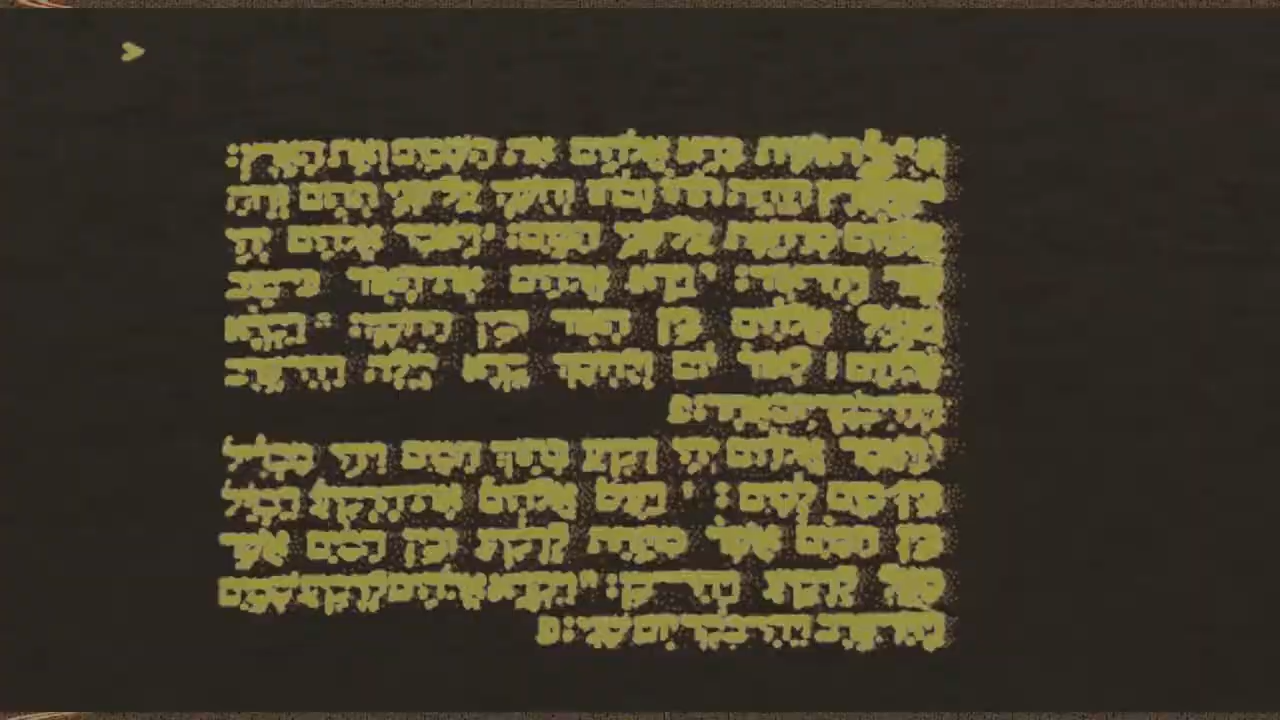 >
בראשית ברא אלהים את השמים ואת הארץ:
והארץ היתה תהו ובהו וחשך על־פני תהום ורוח
אלהים מרחפת על־פני המים: ויאמר אלהים יהי
אור ויהי־אור: וירא אלהים את־האור כי־טוב
ויבדל אלהים בין האור ובין החשך: ויקרא
אלהים ׀ לאור יום ולחשך קרא לילה ויהי־ערב
ויהי־בקר יום אחד: פ
ויאמר אלהים יהי רקיע בתוך המים ויהי מבדיל
בין מים למים: ויעש אלהים את־הרקיע ויבדל
בין המים אשר מתחת לרקיע ובין המים אשר
מעל לרקיע ויהי־כן: ויקרא אלהים לרקיע שמים
ויהי־ערב ויהי־בקר יום שני: פ